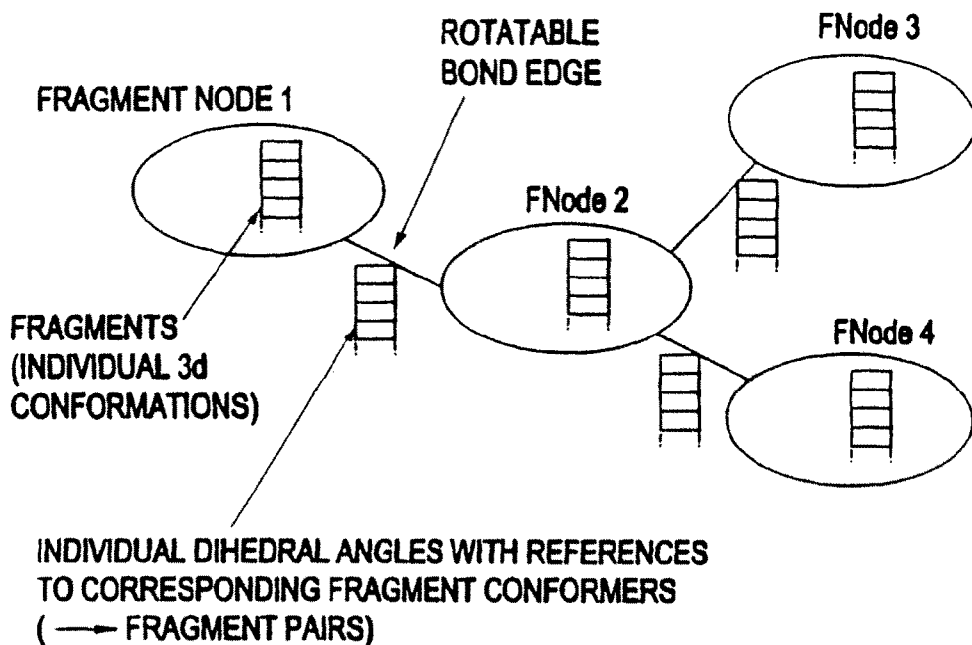 FNode 3
ROTATABLE
BOND EDGE
FRAGMENT NODE 1
FNode 2
FRAGMENTS
(INDIVIDUAL 3d
CONFORMATIONS)
FNode 4
INDIVIDUAL DIHEDRAL ANGLES WITH REFERENCES
TO CORRESPONDING FRAGMENT CONFORMERS
( → FRAGMENT PAIRS)